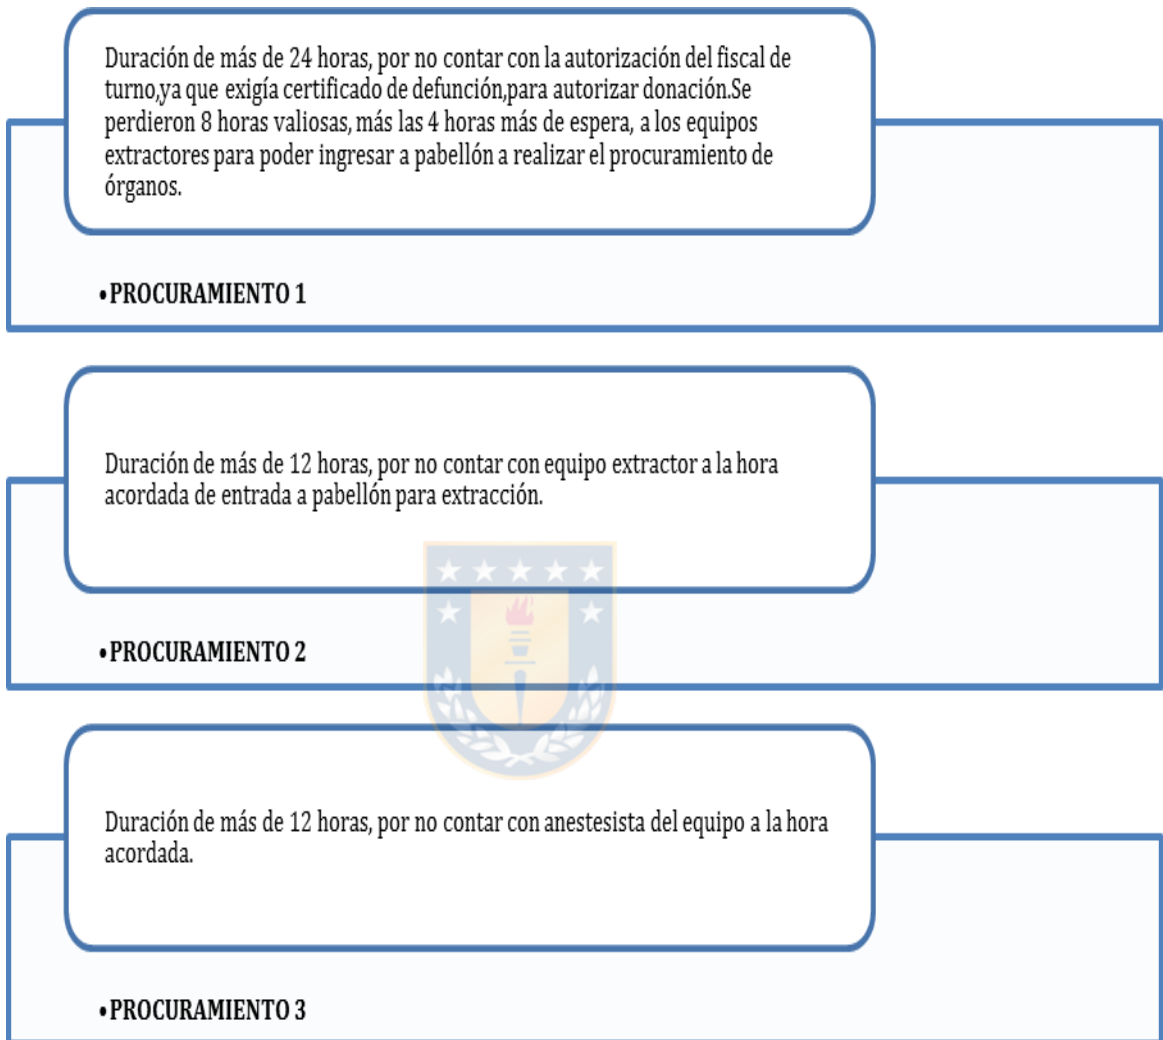 Duración de más de 24 horas, por no contar con la autorización del fiscal de
turno,ya que exigía certificado de defunción,para autorizar donación.Se
perdieron 8 horas valiosas, más las 4 horas más de espera, a los equipos
extractores para poder ingresar a pabellón a realizar el procuramiento de
órganos.
•PROCURAMIENTO 1
Duración de más de 12 horas, por no contar con equipo extractor a la hora
acordada de entrada a pabellón para extracción.
•PROCURAMIENTO 2
Duración de más de 12 horas, por no contar con anestesista del equipo a la hora
acordada.
•PROCURAMIENTO 3